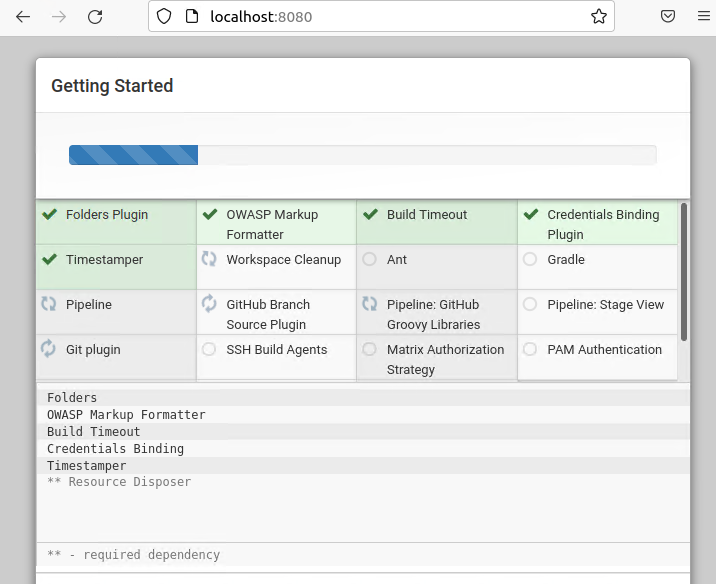 localhost:8080
Getting Started
Folders Plugin
OWASP Markup
Formatter
Build Timeout
Credentials Binding
Plugin
Timestamper
Workspace Cleanup
Ant
Gradle
Pipeline
GitHub Branch
Source Plugin
Pipeline: GitHub
Groovy Libraries
Pipeline: Stage View
Git plugin
SSH Build Agents
Matrix Authorization
Strategy
PAM Authentication
Folders
OWASP Markup Formatter
Build Timeout
Credentials Binding
Timestamper
** Resource Disposer
** - required dependency